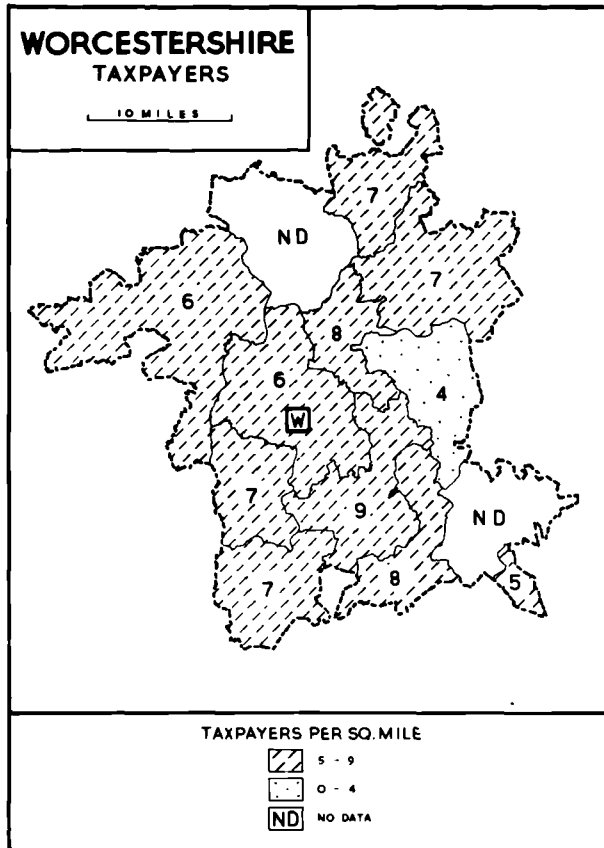 WORCESTERSHIRE
TAXPAYERS
10 MILES
7
ND
7
6
8
6
4
W
7
9
ND
8
5
7
TAXPAYERS PER SQ. MILE
5 - 9
0 - 4
ND NO DATA